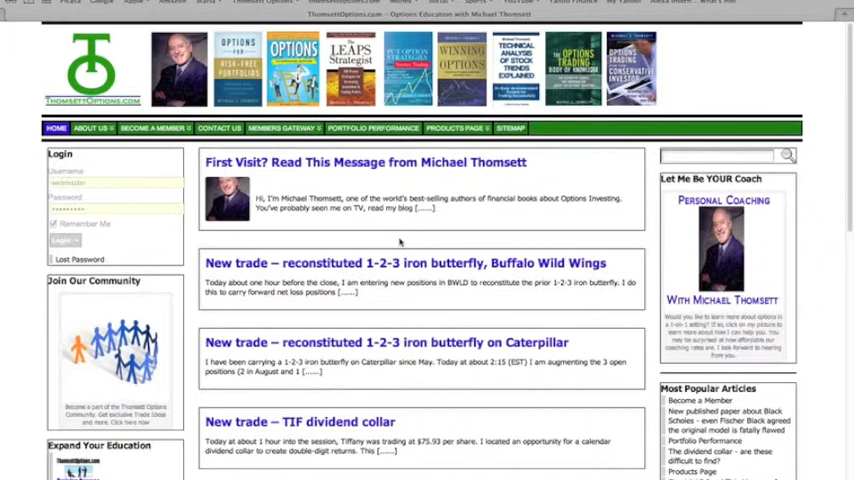 ThomsettOptions.com – Options Education with Michael Thomsett
THOMSETTOPTIONS.COM
OPTIONS FOR RISK-FREE PORTFOLIOS
OPTIONS
The LEAPS Strategist
PUT OPTION STRATEGIES
WINNING OPTIONS
TECHNICAL ANALYSIS OF STOCK TRENDS EXPLAINED
THE OPTIONS TRADING BODY OF KNOWLEDGE
OPTIONS TRADING FOR THE CONSERVATIVE INVESTOR
HOME
ABOUT US
BECOME A MEMBER
CONTACT US
MEMBERS GATEWAY
PORTFOLIO PERFORMANCE
PRODUCTS PAGE
SITEMAP
Login
Username
webmaster
Password
Remember Me
Login
Lost Password
Join Our Community
Become a part of the Thomsett Options
Community. Get exclusive Trade Ideas
and more. Click here now
Expand Your Education
ThomsettOptions.com
First Visit? Read This Message from Michael Thomsett
Hi, I'm Michael Thomsett, one of the world's best-selling authors of financial books about Options Investing.
You've probably seen me on TV, read my blog [......]
New trade – reconstituted 1-2-3 iron butterfly, Buffalo Wild Wings
Today about one hour before the close, I am entering new positions in BWLD to reconstitute the prior 1-2-3 iron butterfly. I do
this to carry forward net loss positions [......]
New trade – reconstituted 1-2-3 iron butterfly on Caterpillar
I have been carrying a 1-2-3 iron butterfly on Caterpillar since May. Today at about 2:15 (EST) I am augmenting the 3 open
positions (2 in August and 1 [......]
New trade – TIF dividend collar
Today at about 1 hour into the session, Tiffany was trading at $75.93 per share. I located an opportunity for a calendar
dividend collar to create double-digit returns. This [......]
Let Me Be YOUR Coach
PERSONAL COACHING
WITH MICHAEL THOMSETT
Would you like to learn more about options in
a 1-on-1 setting? If so, click on my picture to
learn more about how I can help you. You
may be surprised at how affordable our
coaching rates are. I look forward to hearing
from you.
Most Popular Articles
Become a Member
New published paper about Black
Scholes - even Fischer Black agreed
the original model is fatally flawed
Portfolio Performance
The dividend collar - are these
difficult to find?
Products Page